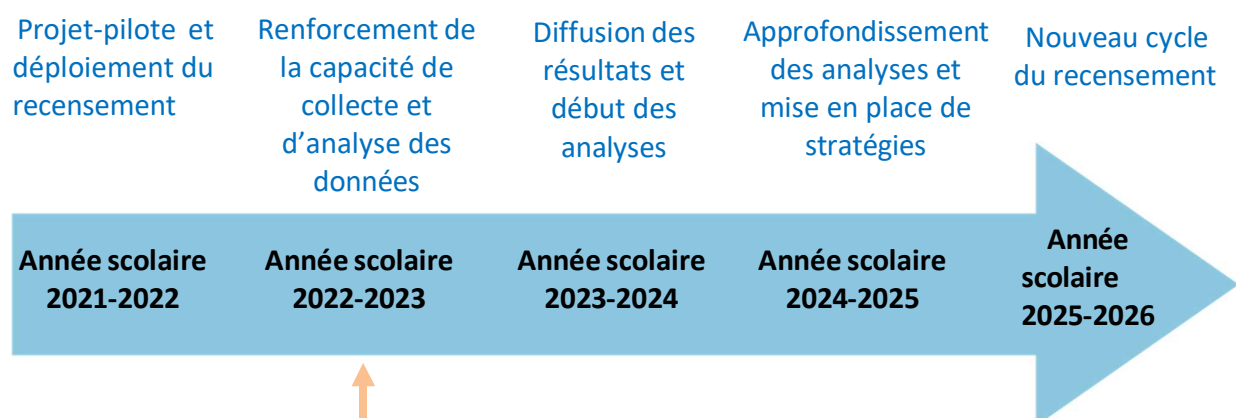 Projet-pilote et
déploiement du
recensement
Renforcement de
la capacité de
collecte et
d’analyse des
données
Diffusion des
résultats et
début des
analyses
Approfondissement
des analyses et
mise en place de
stratégies
Nouveau cycle
du recensement
Année scolaire
2021-2022
Année scolaire
2022-2023
Année scolaire
2023-2024
Année scolaire
2024-2025
Année
scolaire
2025-2026